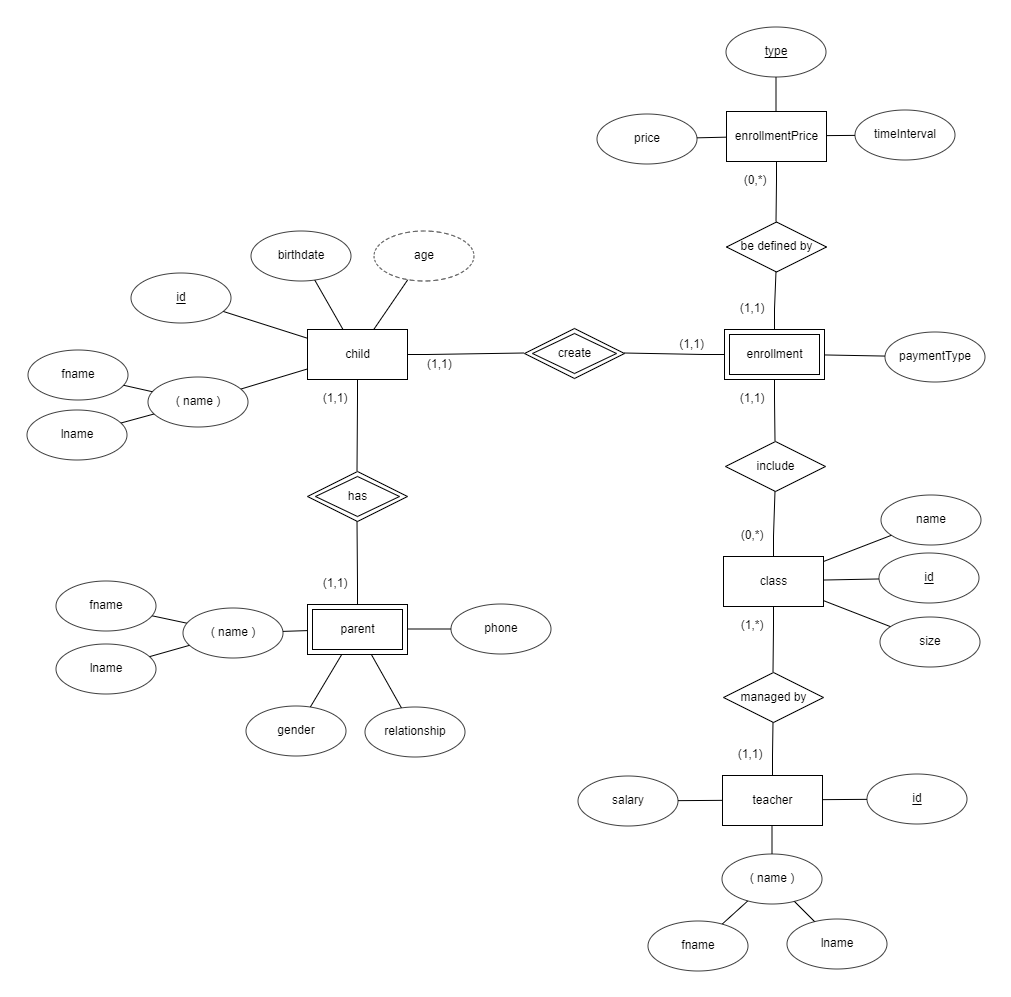 type
price
enrollmentPrice
timeInterval
(0,*)
be defined by
birthdate
age
id
(1,1)
child
create
(1,1)
enrollment
paymentType
(1,1)
fname
( name )
lname
(1,1)
(1,1)
include
has
name
(0,*)
class
id
(1,1)
fname
( name )
parent
phone
(1,*)
size
lname
managed by
gender
relationship
(1,1)
salary
teacher
id
( name )
fname
lname